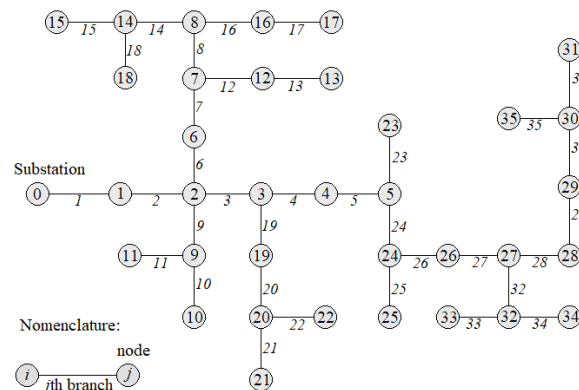 15 14 8 16 17
15 14 16 17
18 8 31
18 7 12 13
12 13 3
7 35 30
35
23
6
3
23
6
Substation
29
0 1 2 3 4 5
1 2 3 4 5
2
9 19 24
11 9 19 24 26 27 28
11 26 27 28
10 20 25 32
10 20 22 25 33 32 34
22 33 34
Nomenclature:
node 21
i j 21
jth branch